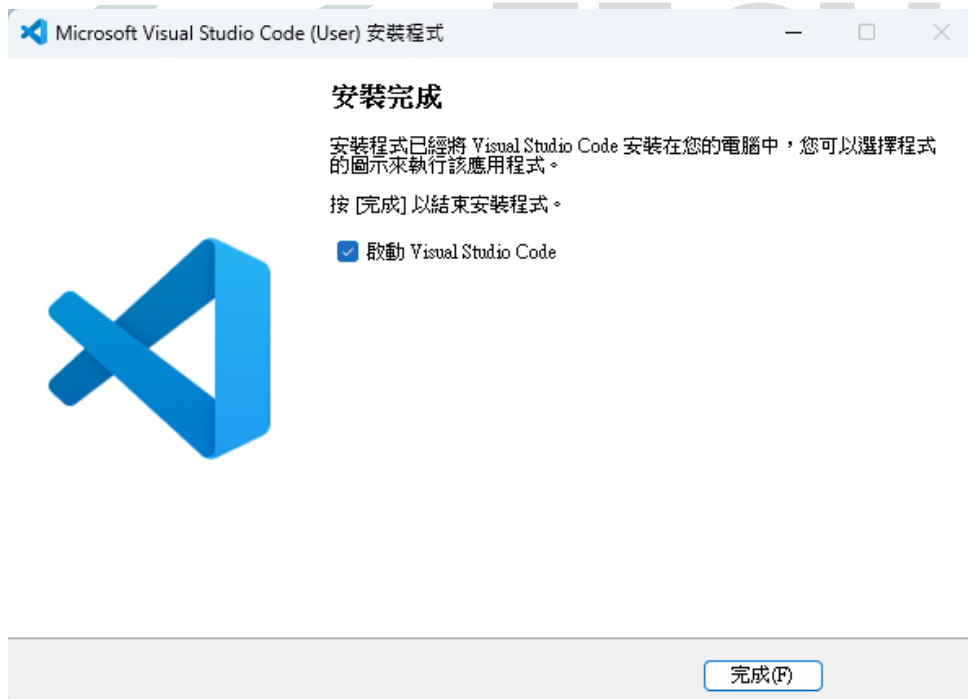 Microsoft Visual Studio Code (User) 安裝程式
安裝完成
安裝程式已經將 Visual Studio Code 安裝在您的電腦中，您可以選擇程式
的圖示來執行該應用程式。
按 [完成] 以結束安裝程式。
啟動 Visual Studio Code
完成(F)